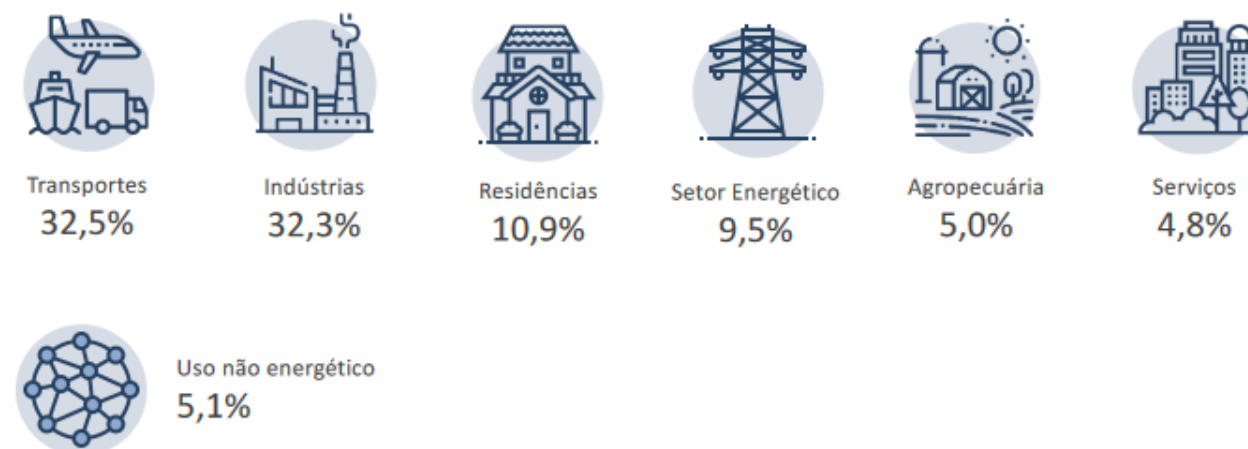 Transportes
32,5%
Indústrias
32,3%
Residências
10,9%
Setor Energético
9,5%
Agropecuária
5,0%
Serviços
4,8%
Uso não energético
5,1%